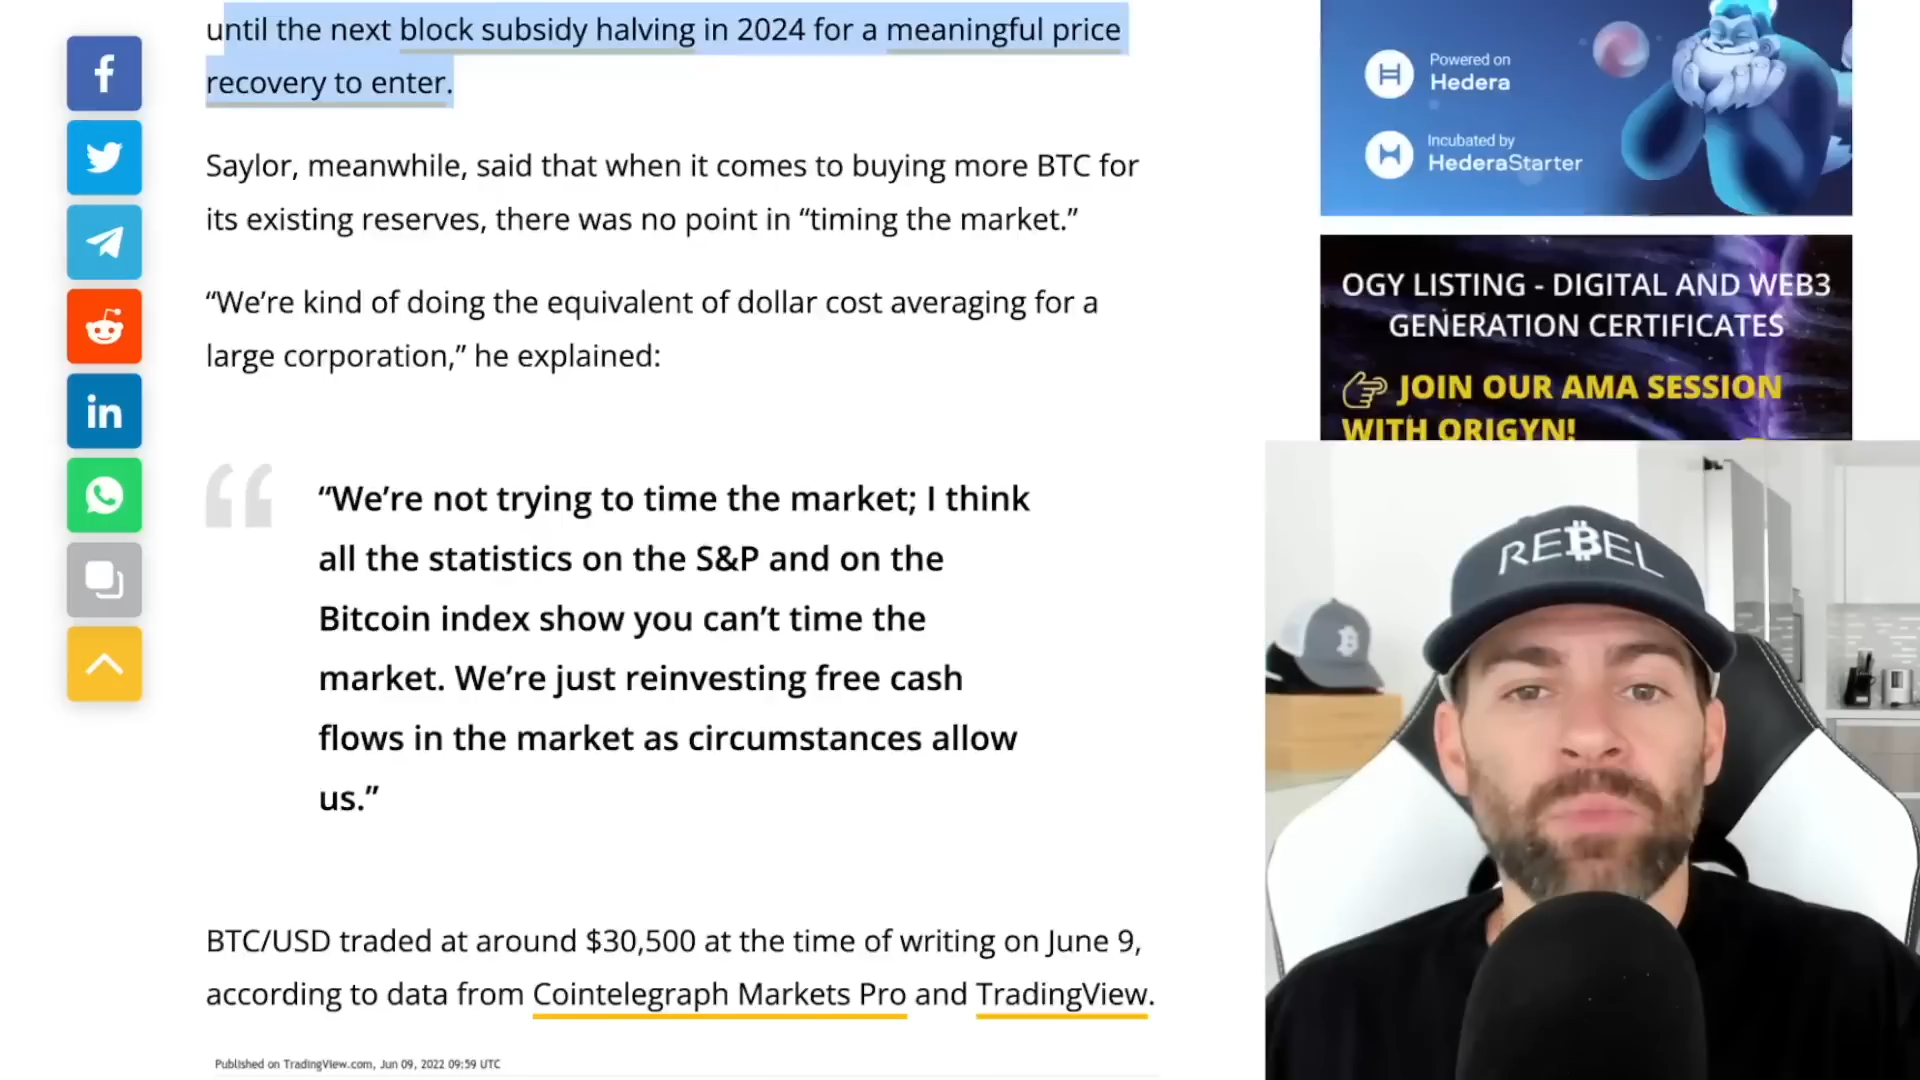 until the next block subsidy halving in 2024 for a meaningful price
recovery to enter.
Saylor, meanwhile, said that when it comes to buying more BTC for
its existing reserves, there was no point in “timing the market.”
“We’re kind of doing the equivalent of dollar cost averaging for a
large corporation,” he explained:
“We’re not trying to time the market; I think
all the statistics on the S&P and on the
Bitcoin index show you can’t time the
market. We’re just reinvesting free cash
flows in the market as circumstances allow
us.”
BTC/USD traded at around $30,500 at the time of writing on June 9,
according to data from Cointelegraph Markets Pro and TradingView.
Published on TradingView.com, Jun 09, 2022 09:59 UTC
Powered on
Hedera
Incubated by
HederaStarter
OGY LISTING - DIGITAL AND WEB3
GENERATION CERTIFICATES
JOIN OUR AMA SESSION
WITH ORIGYN!
REBEL